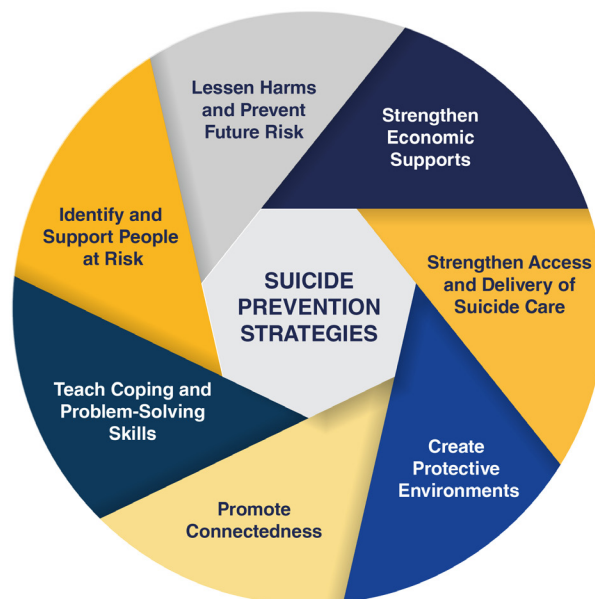 SUICIDE
PREVENTION
STRATEGIES
Strengthen
Economic
Supports
Strengthen Access
and Delivery of
Suicide Care
Create
Protective
Environments
Promote
Connectedness
Teach Coping and
Problem-Solving
Skills
Identify and
Support People
at Risk
Lessen Harms
and Prevent
Future Risk